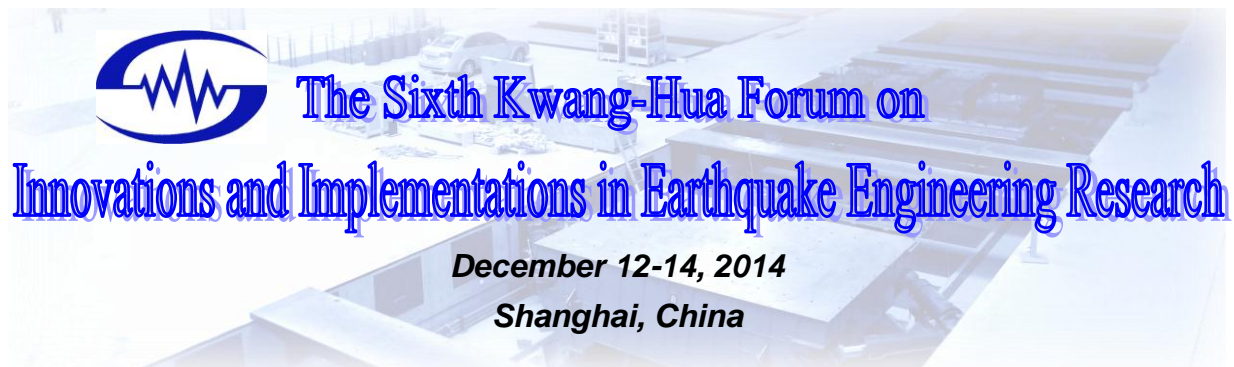 The Sixth Kwang-Hua Forum on
Innovations and Implementations in Earthquake Engineering Research
December 12-14, 2014
Shanghai, China